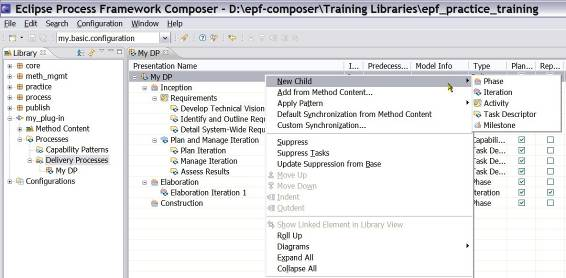 Eclipse Process Framework Composer - D:\epf-composer\Training Libraries\epf_practice_training
File Edit Search Configuration Window Help
my.basic.configuration
Library
My DP
Presentation Name I... Predeces... Model Info Type Plan... Rep...
core
meth_mgmt
practice
process
publish
my_plug-in
Method Content
Processes
Capability Patterns
Delivery Processes
My DP
Configurations
My DP
Inception
Requirements
Develop Technical Vision
Identify and Outline Requ
Detail System-Wide Requ
Plan and Manage Iteration
Plan Iteration
Manage Iteration
Assess Results
Elaboration
Elaboration Iteration 1
Construction
New Child
Add from Method Content...
Apply Pattern
Default Synchronization from Method Content
Custom Synchronization...
Suppress
Suppress Tasks
Update Suppression from Base
Move Up
Move Down
Indent
Outdent
Show Linked Element in Library View
Roll Up
Diagrams
Expand All
Collapse All
Phase
Iteration
Activity
Task Descriptor
Milestone
Capabili...
Task De...
Task De...
Task De...
Phase
Iteration
Phase